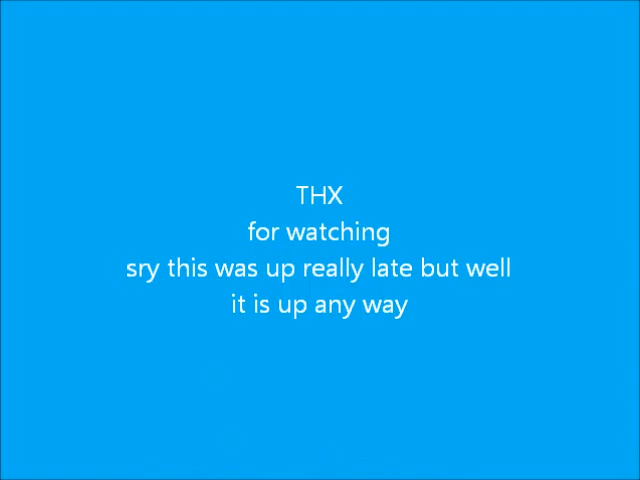 THX
for watching
sry this was up really late but well
it is up any way